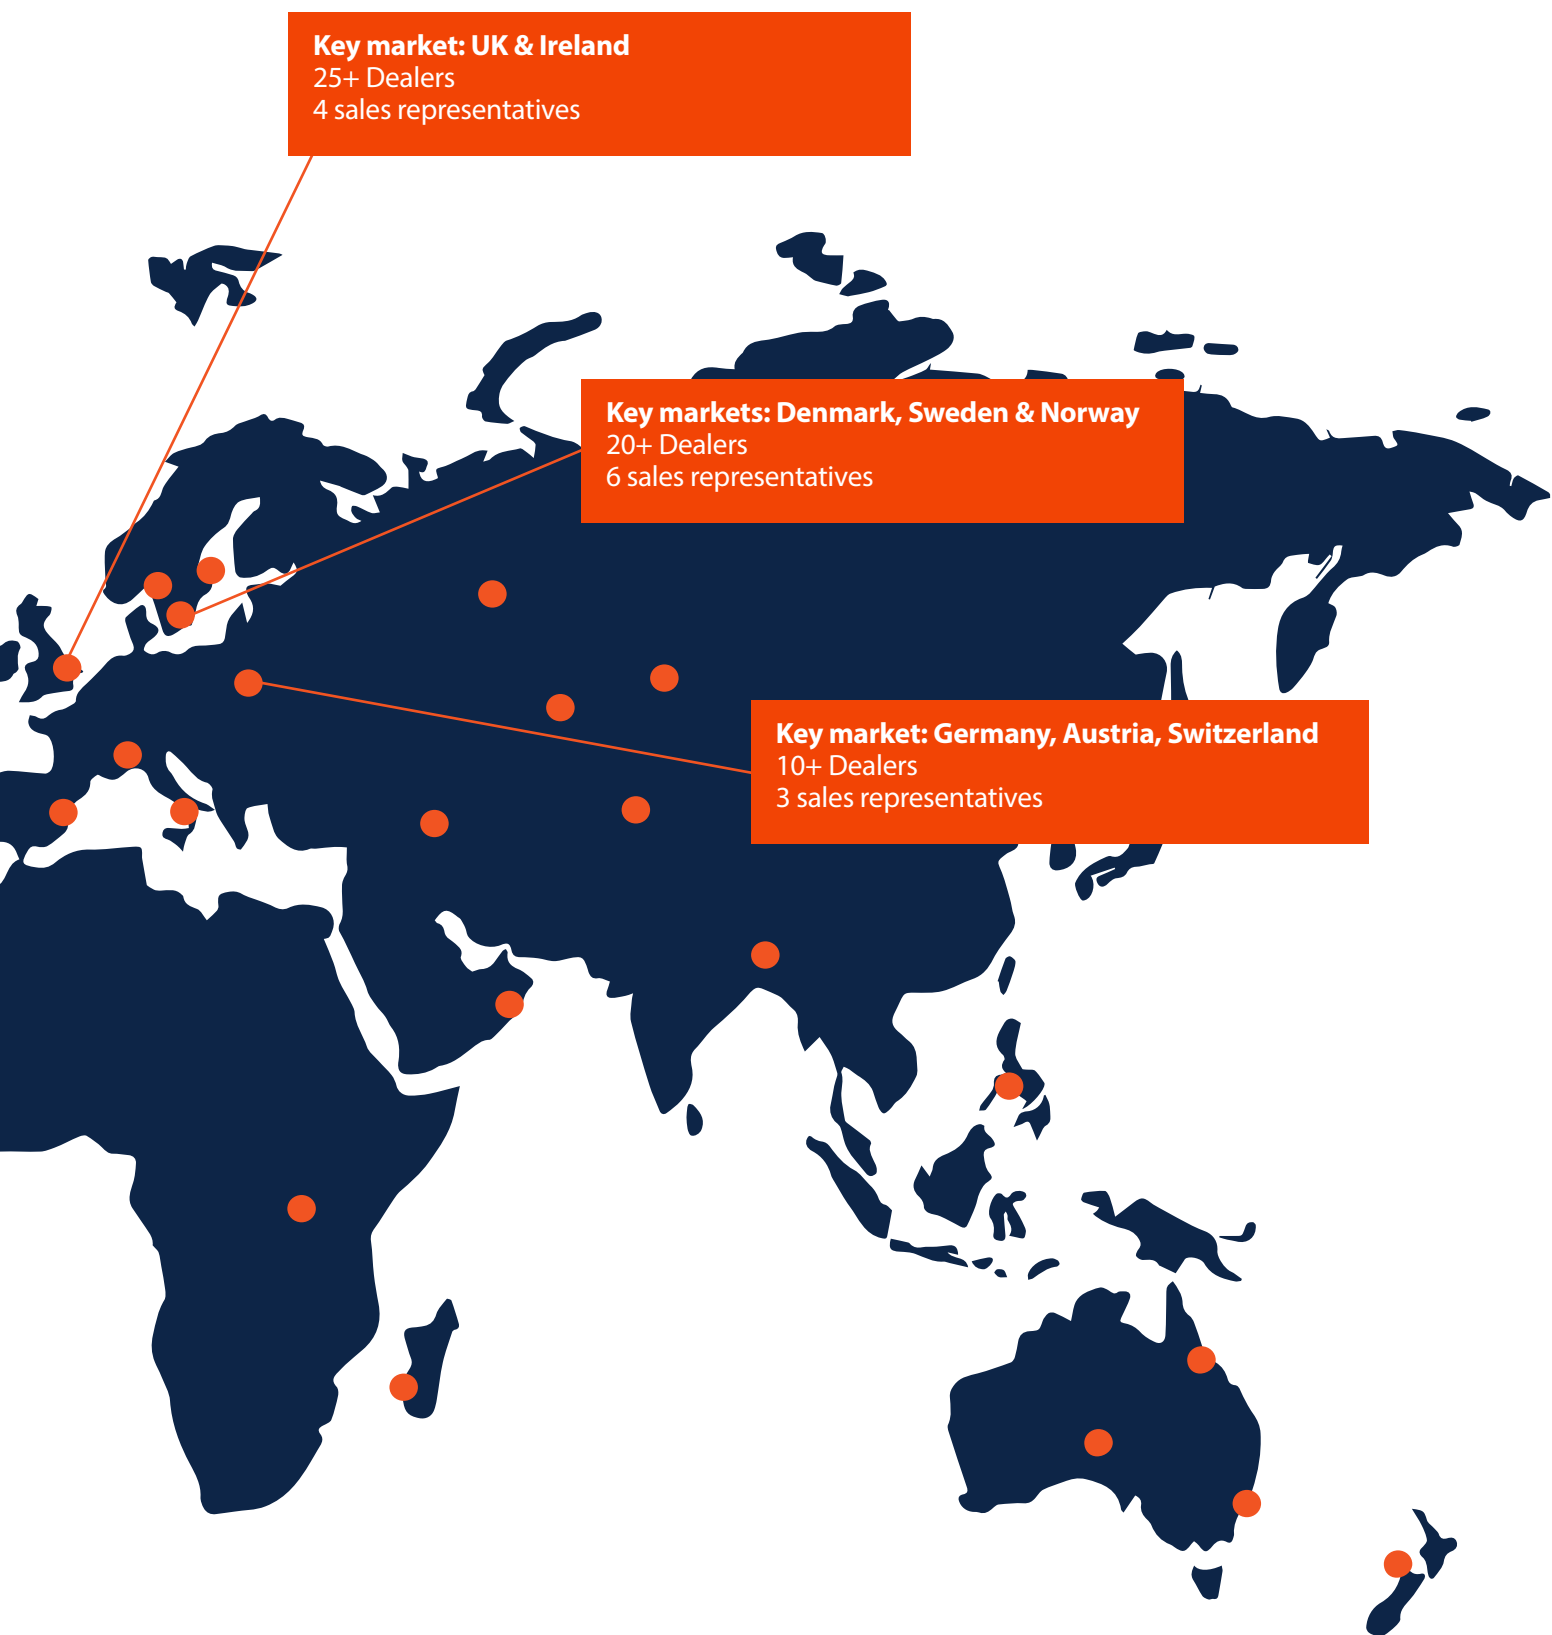 Key market: UK & Ireland
25+ Dealers
4 sales representatives
Key markets: Denmark, Sweden & Norway
20+ Dealers
6 sales representatives
Key market: Germany, Austria, Switzerland
10+ Dealers
3 sales representatives